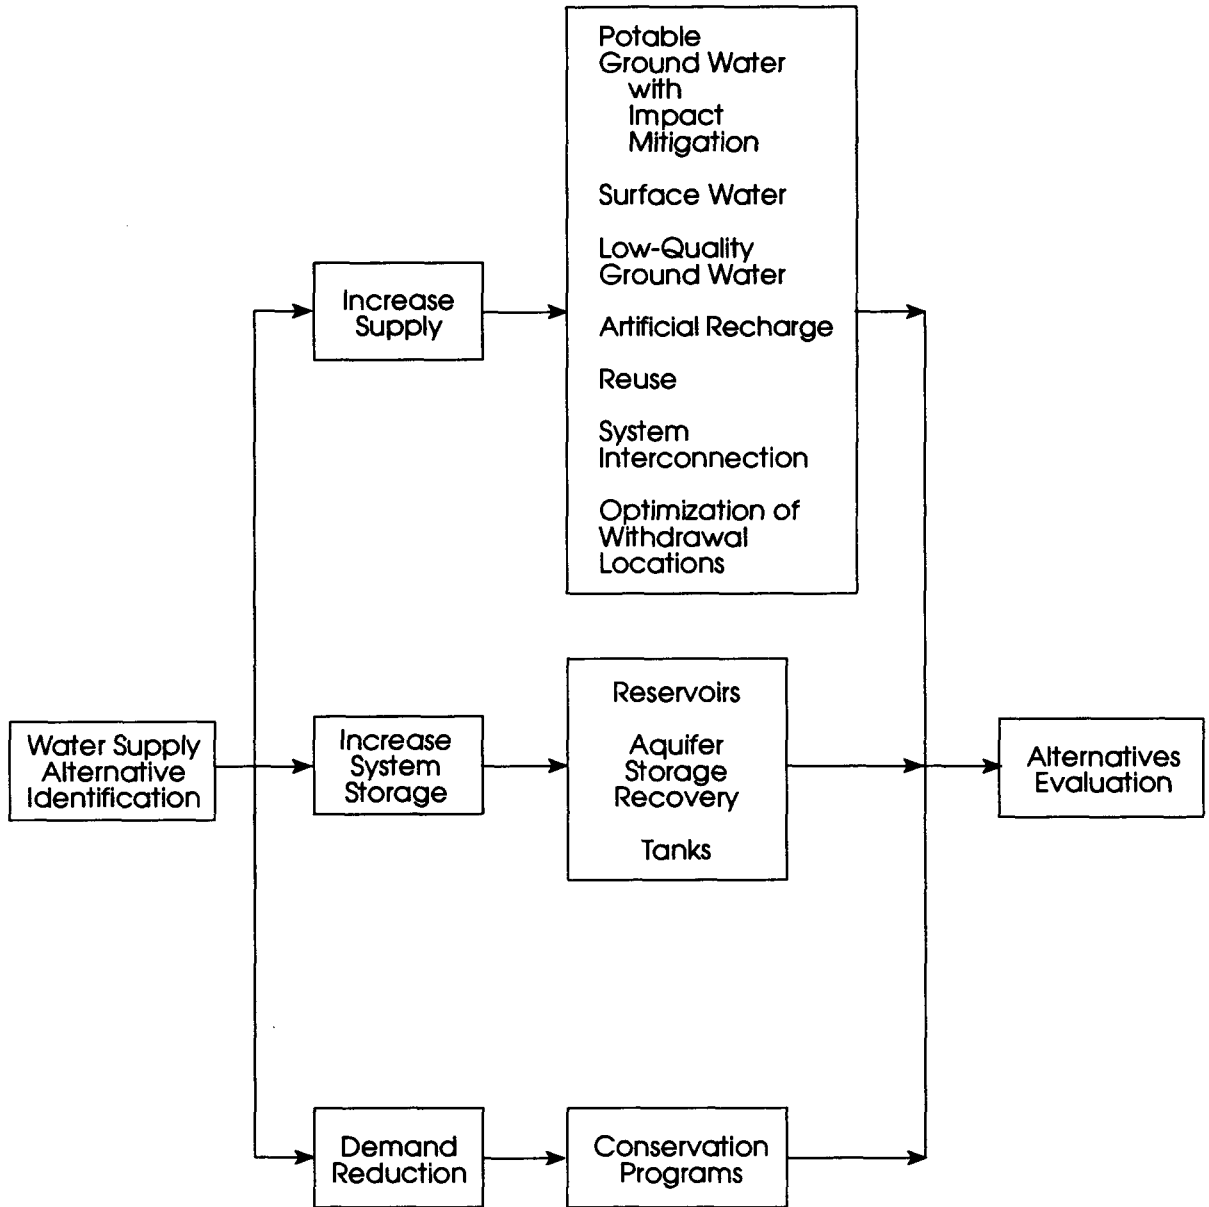 Potable
Ground Water
with
Impact
Mitigation
Surface Water
Low-Quality
Ground Water
Artificial Recharge
Reuse
System
Interconnection
Optimization of
Withdrawal
Locations
Increase
Supply
Water Supply
Alternative
Identification
Increase
System
Storage
Reservoirs
Aquifer
Storage
Recovery
Tanks
Alternatives
Evaluation
Demand
Reduction
Conservation
Programs